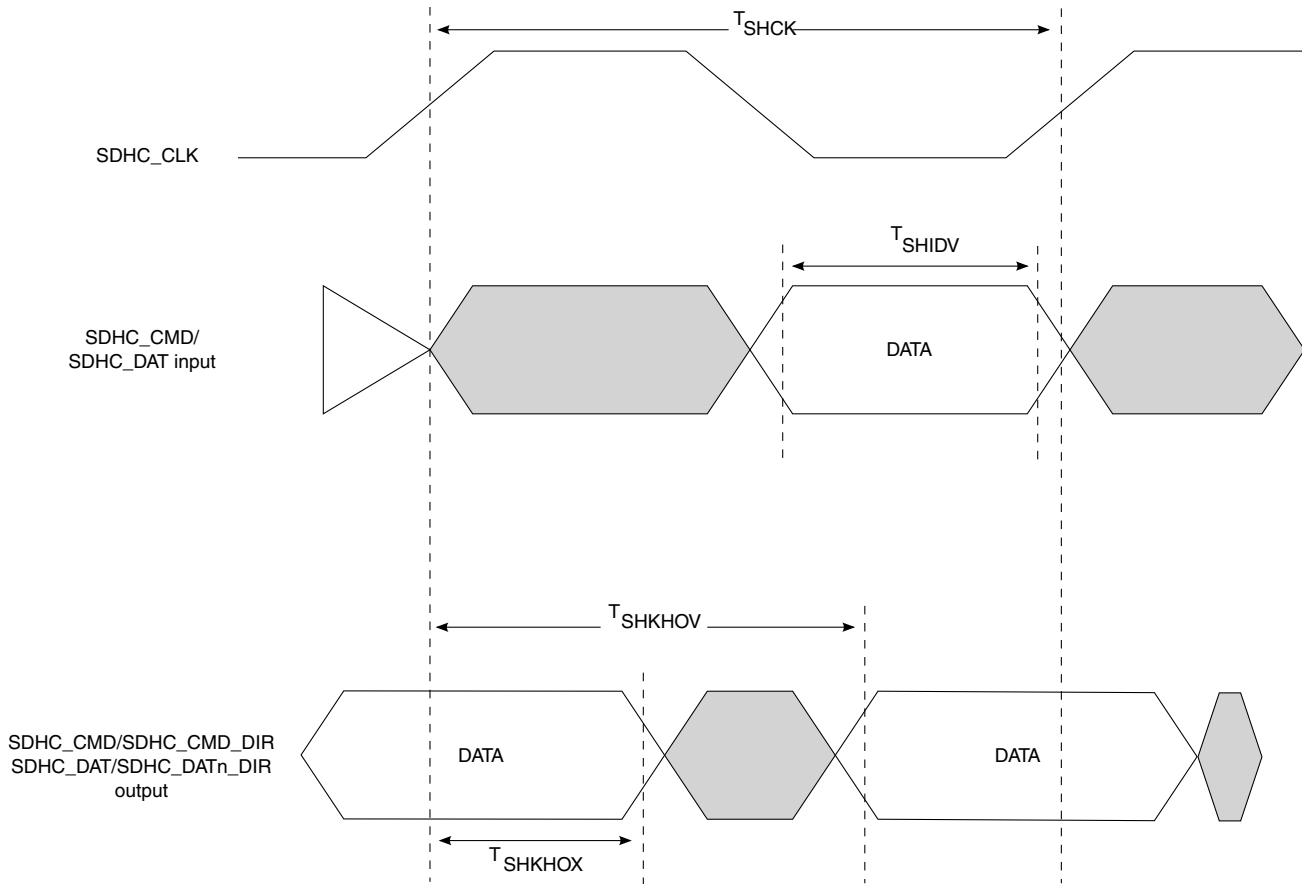 TSHCK
SDHC_CLK
TSHIDV
SDHC_CMD/
SDHC_DAT input
DATA
TSHKHOV
SDHC_CMD/SDHC_CMD_DIR
SDHC_DAT/SDHC_DATn_DIR
output
DATA
DATA
TSHKHOX